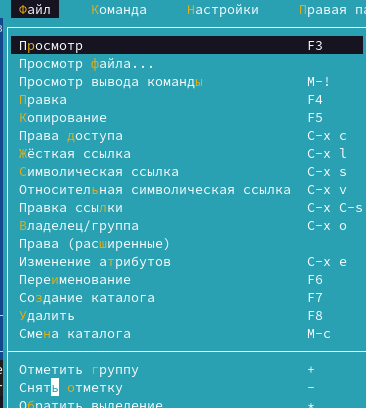 Файл Команда Настройки Правая
Просмотр F3
Просмотр файла...
Просмотр вывода команды M-!
Правка F4
Копирование F5
Права доступа C-x c
Жёсткая ссылка C-x l
Символическая ссылка C-x s
Относительная символическая ссылка C-x v
Правка ссылки C-x C-s
Владелец/группа C-x o
Права (расширенные)
Изменение атрибутов C-x e
Переименование F6
Создание каталога F7
Удалить F8
Смена каталога M-c
Отметить группу +
Снять отметку -
Обратить выделение *